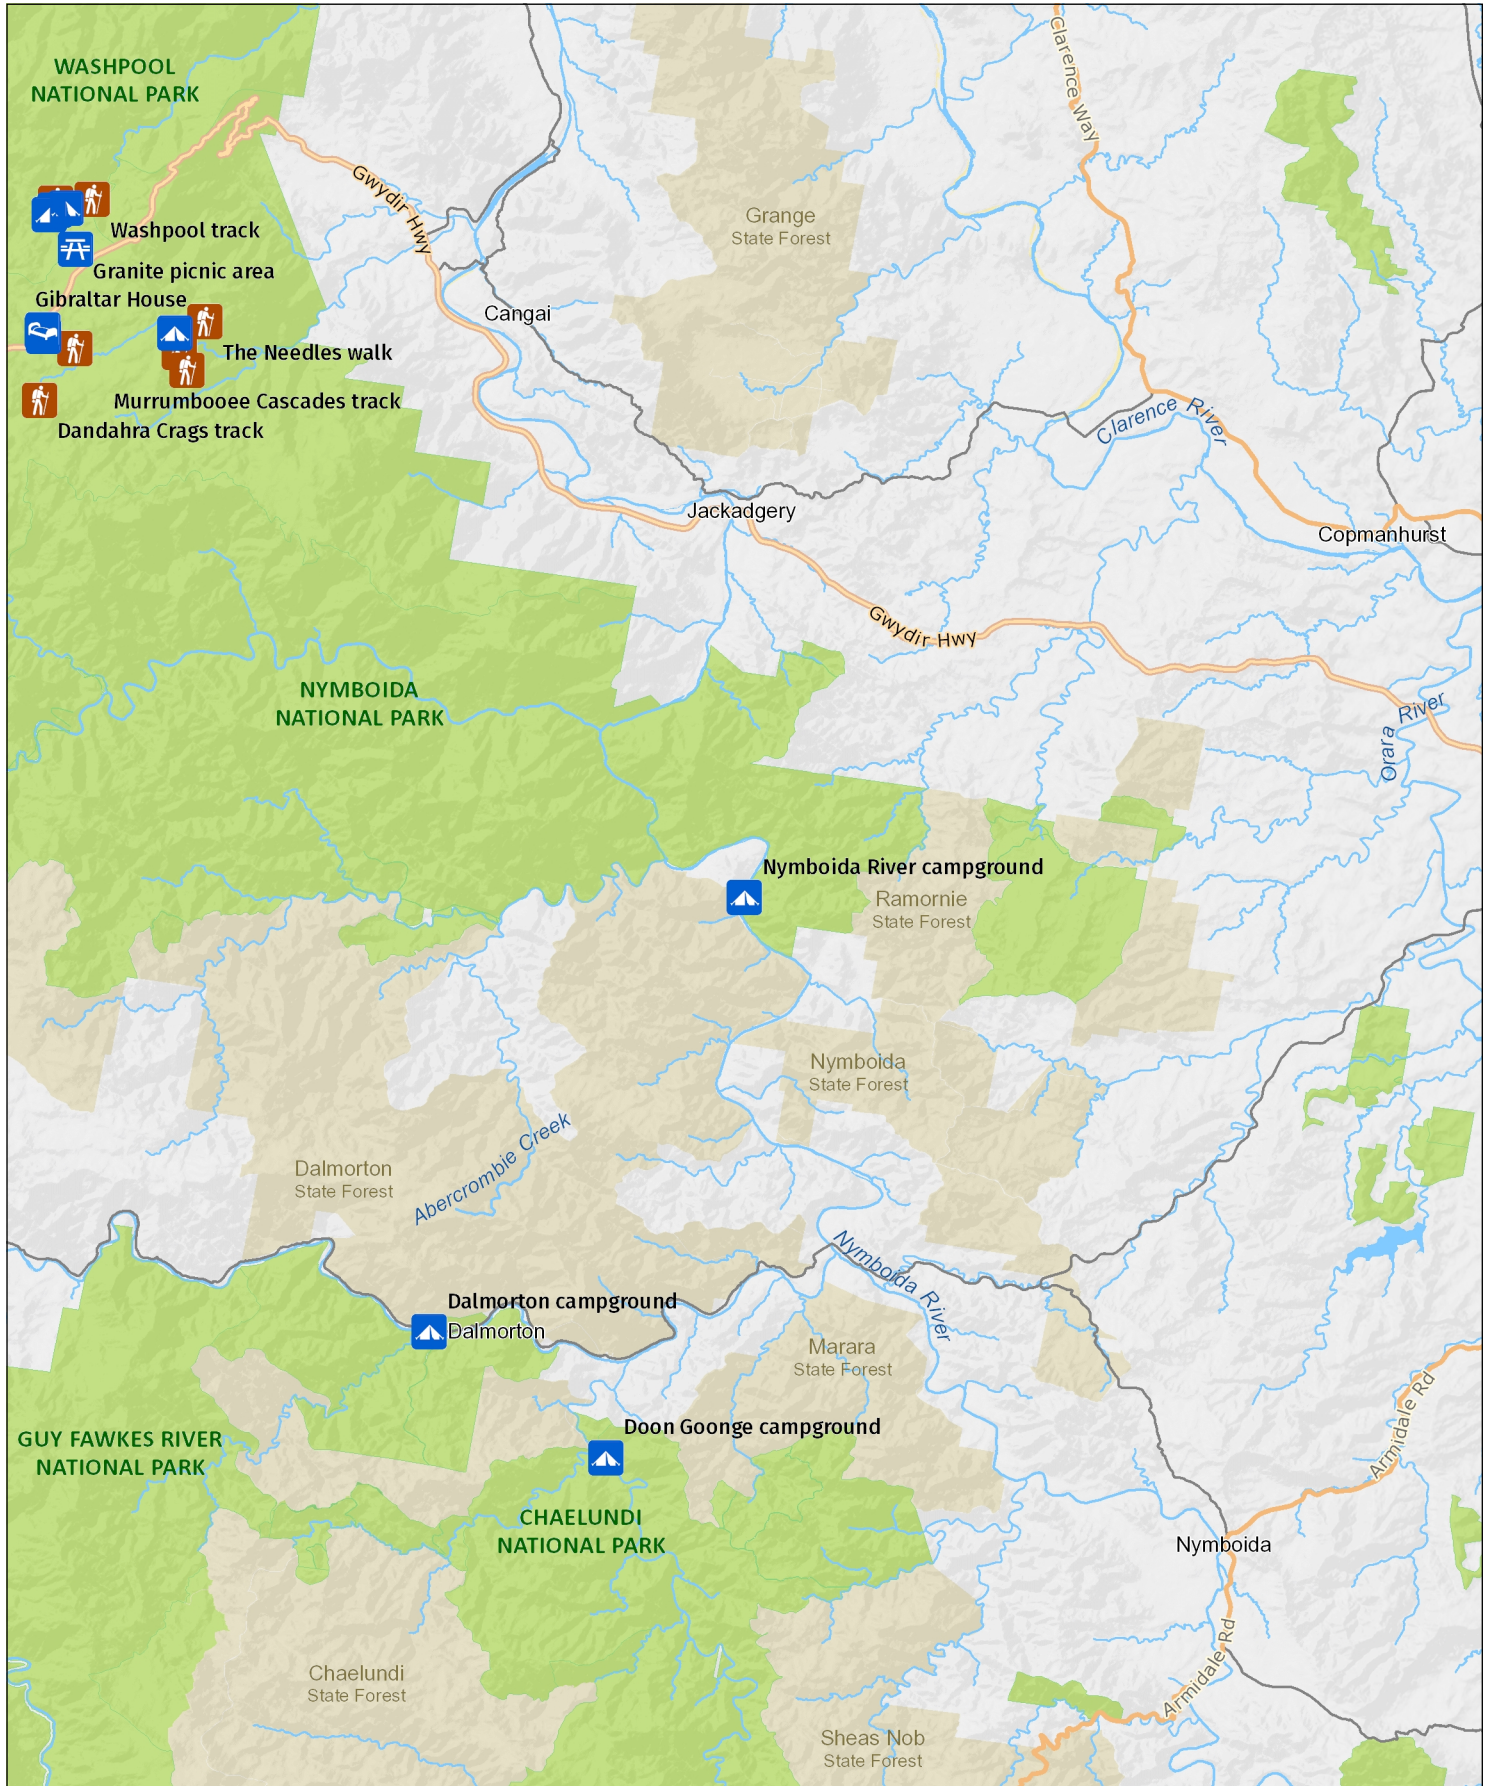 WASHPOOL
NATIONAL PARK
Clarence Way
Gwydir Hwy
Grange
State Forest
Washpool track
Granite picnic area
Gibraltar House
Cangai
The Needles walk
Murrumbooee Cascades track
Dandahra Crags track
Clarence River
Jackadgery
Copmanhurst
Gwydir Hwy
NYMBOIDA
NATIONAL PARK
Orara River
Nymboida River campground
Ramornie
State Forest
Nymboida
State Forest
Abercrombie Creek
Dalmorton
State Forest
Nymboida River
Dalmorton campground
Dalmorton
Marara
State Forest
Armidale Rd
Doon Goonge campground
GUY FAWKES RIVER
NATIONAL PARK
CHAELUNDI
NATIONAL PARK
Nymboida
Armidale Rd
Chaelundi
State Forest
Sheas Nob
State Forest